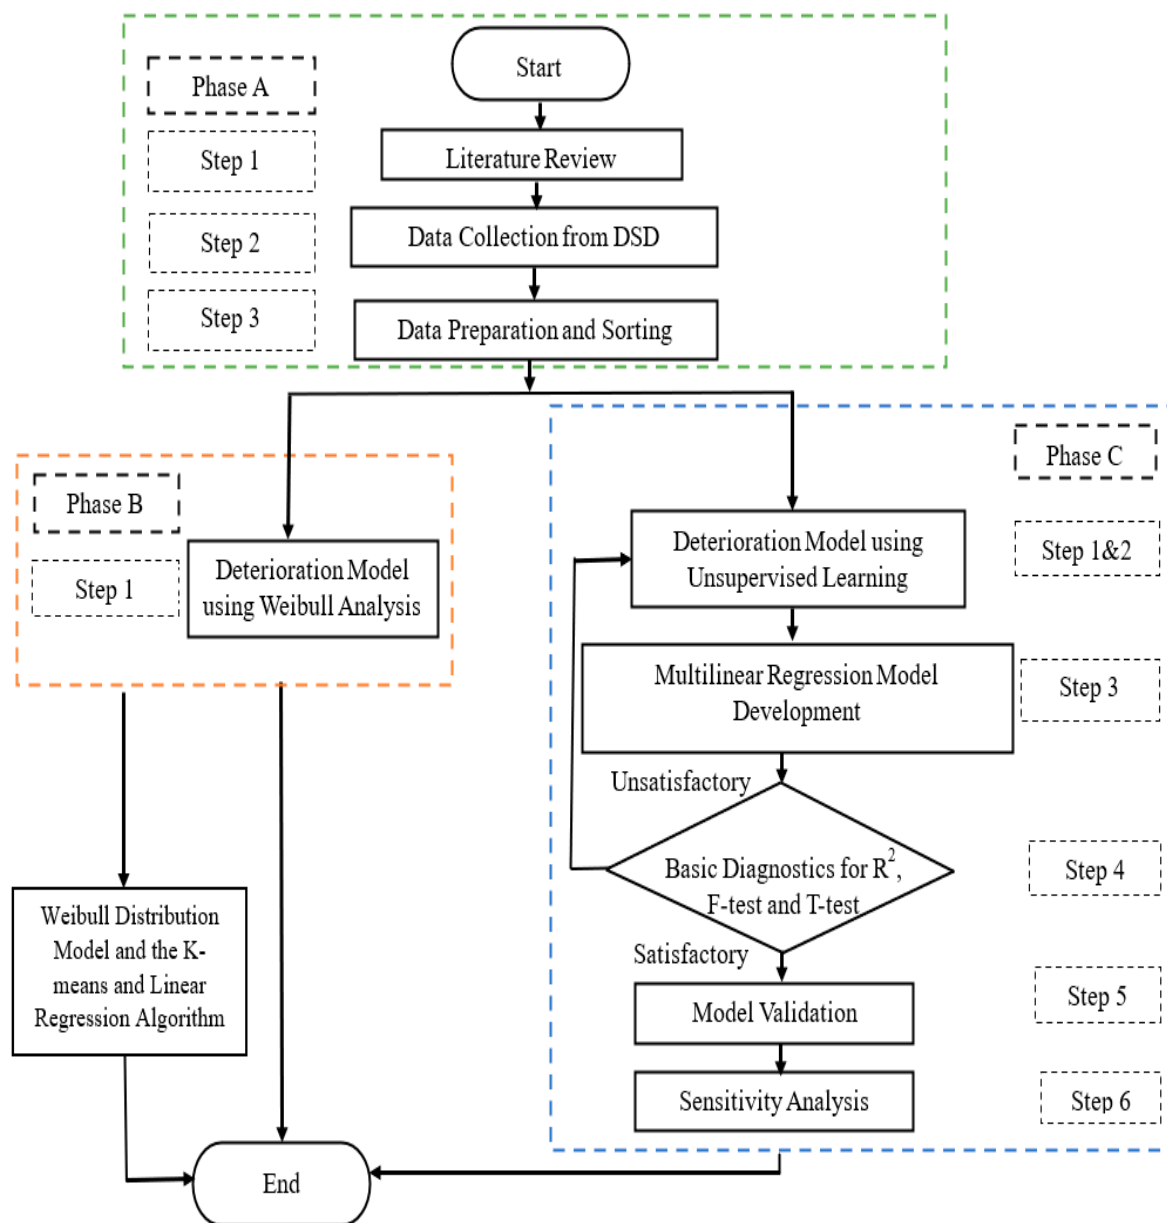 Start
Phase A
Step 1
Literature Review
Step 2
Data Collection from DSD
Step 3
Data Preparation and Sorting
Phase B
Step 1
Deterioration Model
using Weibull Analysis
Weibull Distribution
Model and the K-
means and Linear
Regression Algorithm
Phase C
Deterioration Model using
Unsupervised Learning
Step 1&2
Multilinear Regression Model
Development
Step 3
Unsatisfactory
Basic Diagnostics for R²,
F-test and T-test
Step 4
Satisfactory
Model Validation
Step 5
Sensitivity Analysis
Step 6
End